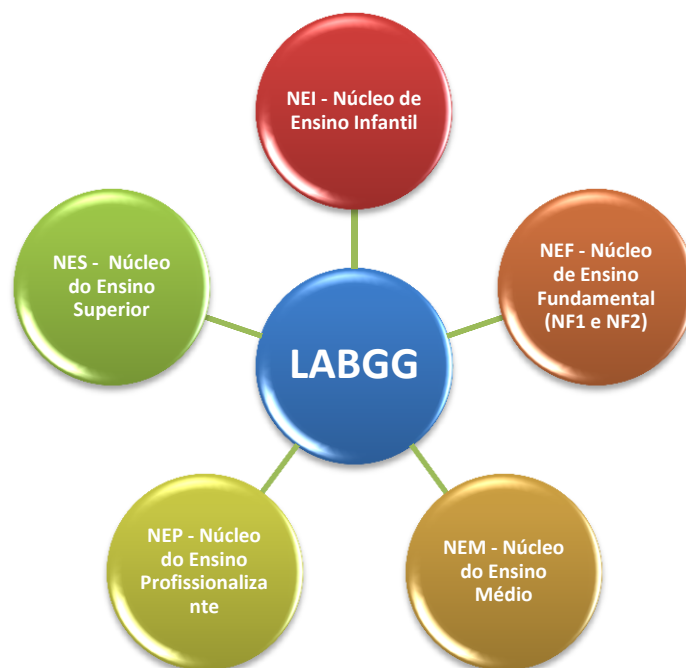 NEI - Núcleo de
Ensino Infantil
NES -  Núcleo
do Ensino
Superior
NEF - Núcleo
de Ensino
Fundamental
(NF1 e NF2)
LABGG
NEP - Núcleo
do Ensino
Profissionaliza
nte
NEM - Núcleo
do Ensino
Médio